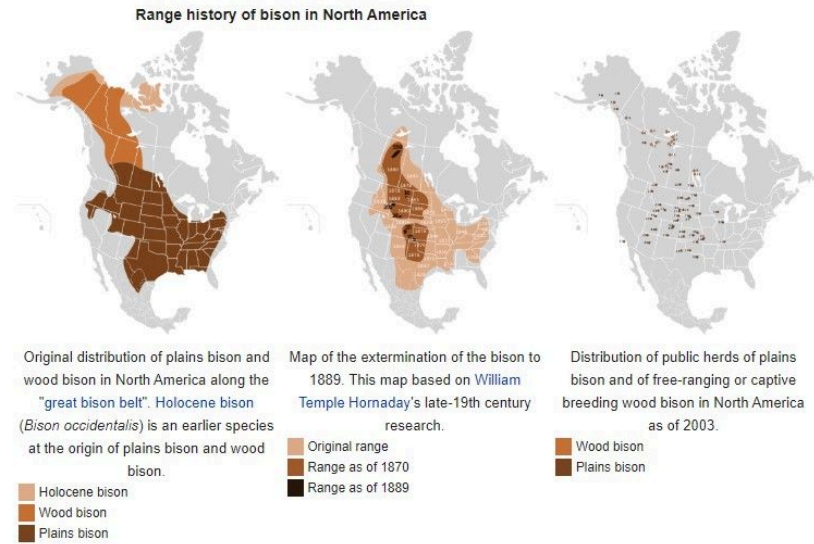 Range history of bison in North America
Original distribution of plains bison and
wood bison in North America along the
"great bison belt". Holocene bison
(Bison occidentalis) is an earlier species
at the origin of plains bison and wood
bison.
Holocene bison
Wood bison
Plains bison
Map of the extermination of the bison to
1889. This map based on William
Temple Hornaday's late-19th century
research.
Original range
Range as of 1870
Range as of 1889
Distribution of public herds of plains
bison and of free-ranging or captive
breeding wood bison in North America
as of 2003.
Wood bison
Plains bison